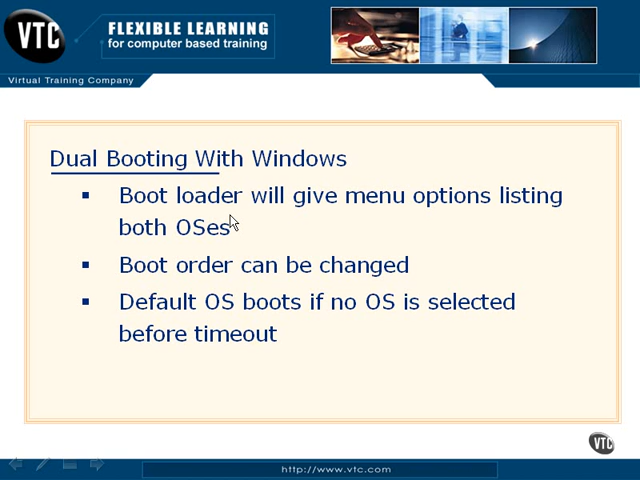 VTC
FLEXIBLE LEARNING
for computer based training
Virtual Training Company
Dual Booting With Windows
▪ Boot loader will give menu options listing
both OSes
▪ Boot order can be changed
▪ Default OS boots if no OS is selected
before timeout
VTC
http://www.vtc.com